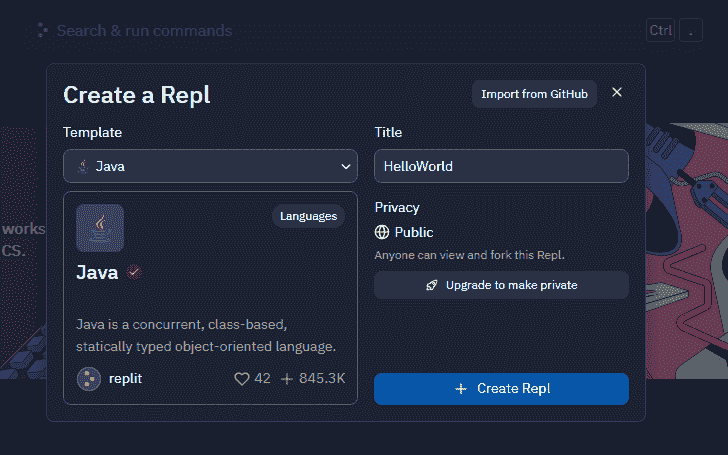 Search & run commands
Ctrl .
Create a Repl
Import from GitHub
Template
Title
Java
HelloWorld
Languages
Java
Java is a concurrent, class-based,
statically typed object-oriented language.
replit
42
845.3K
Privacy
Public
Anyone can view and fork this Repl.
Upgrade to make private
Create Repl
works
CS.